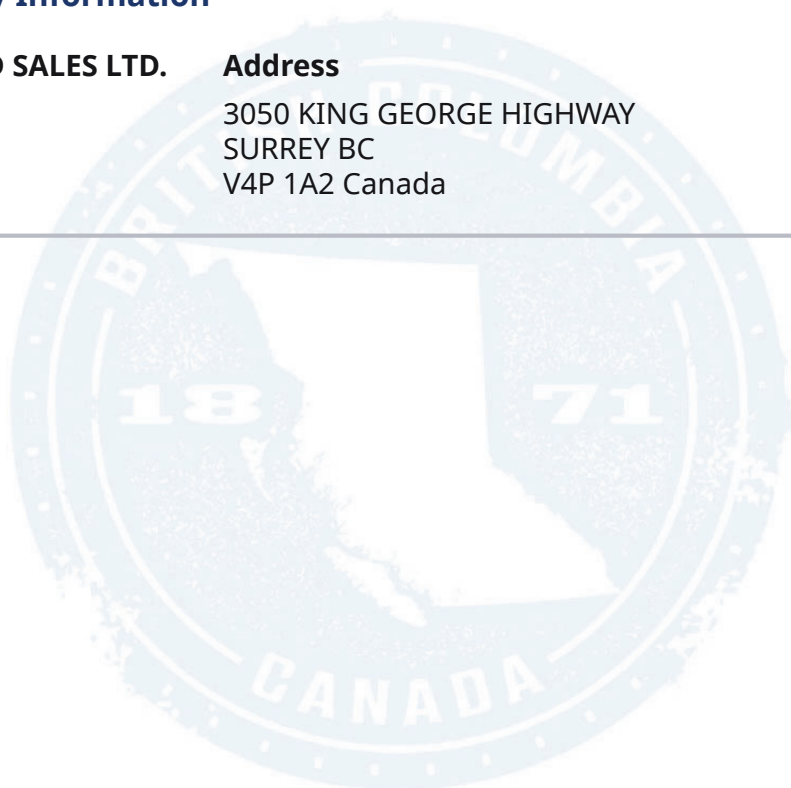 Information
SALES LTD.
Address
3050 KING GEORGE HIGHWAY
SURREY BC
V4P 1A2 Canada
BRITISH COLUMBIA
18 71
CANADA